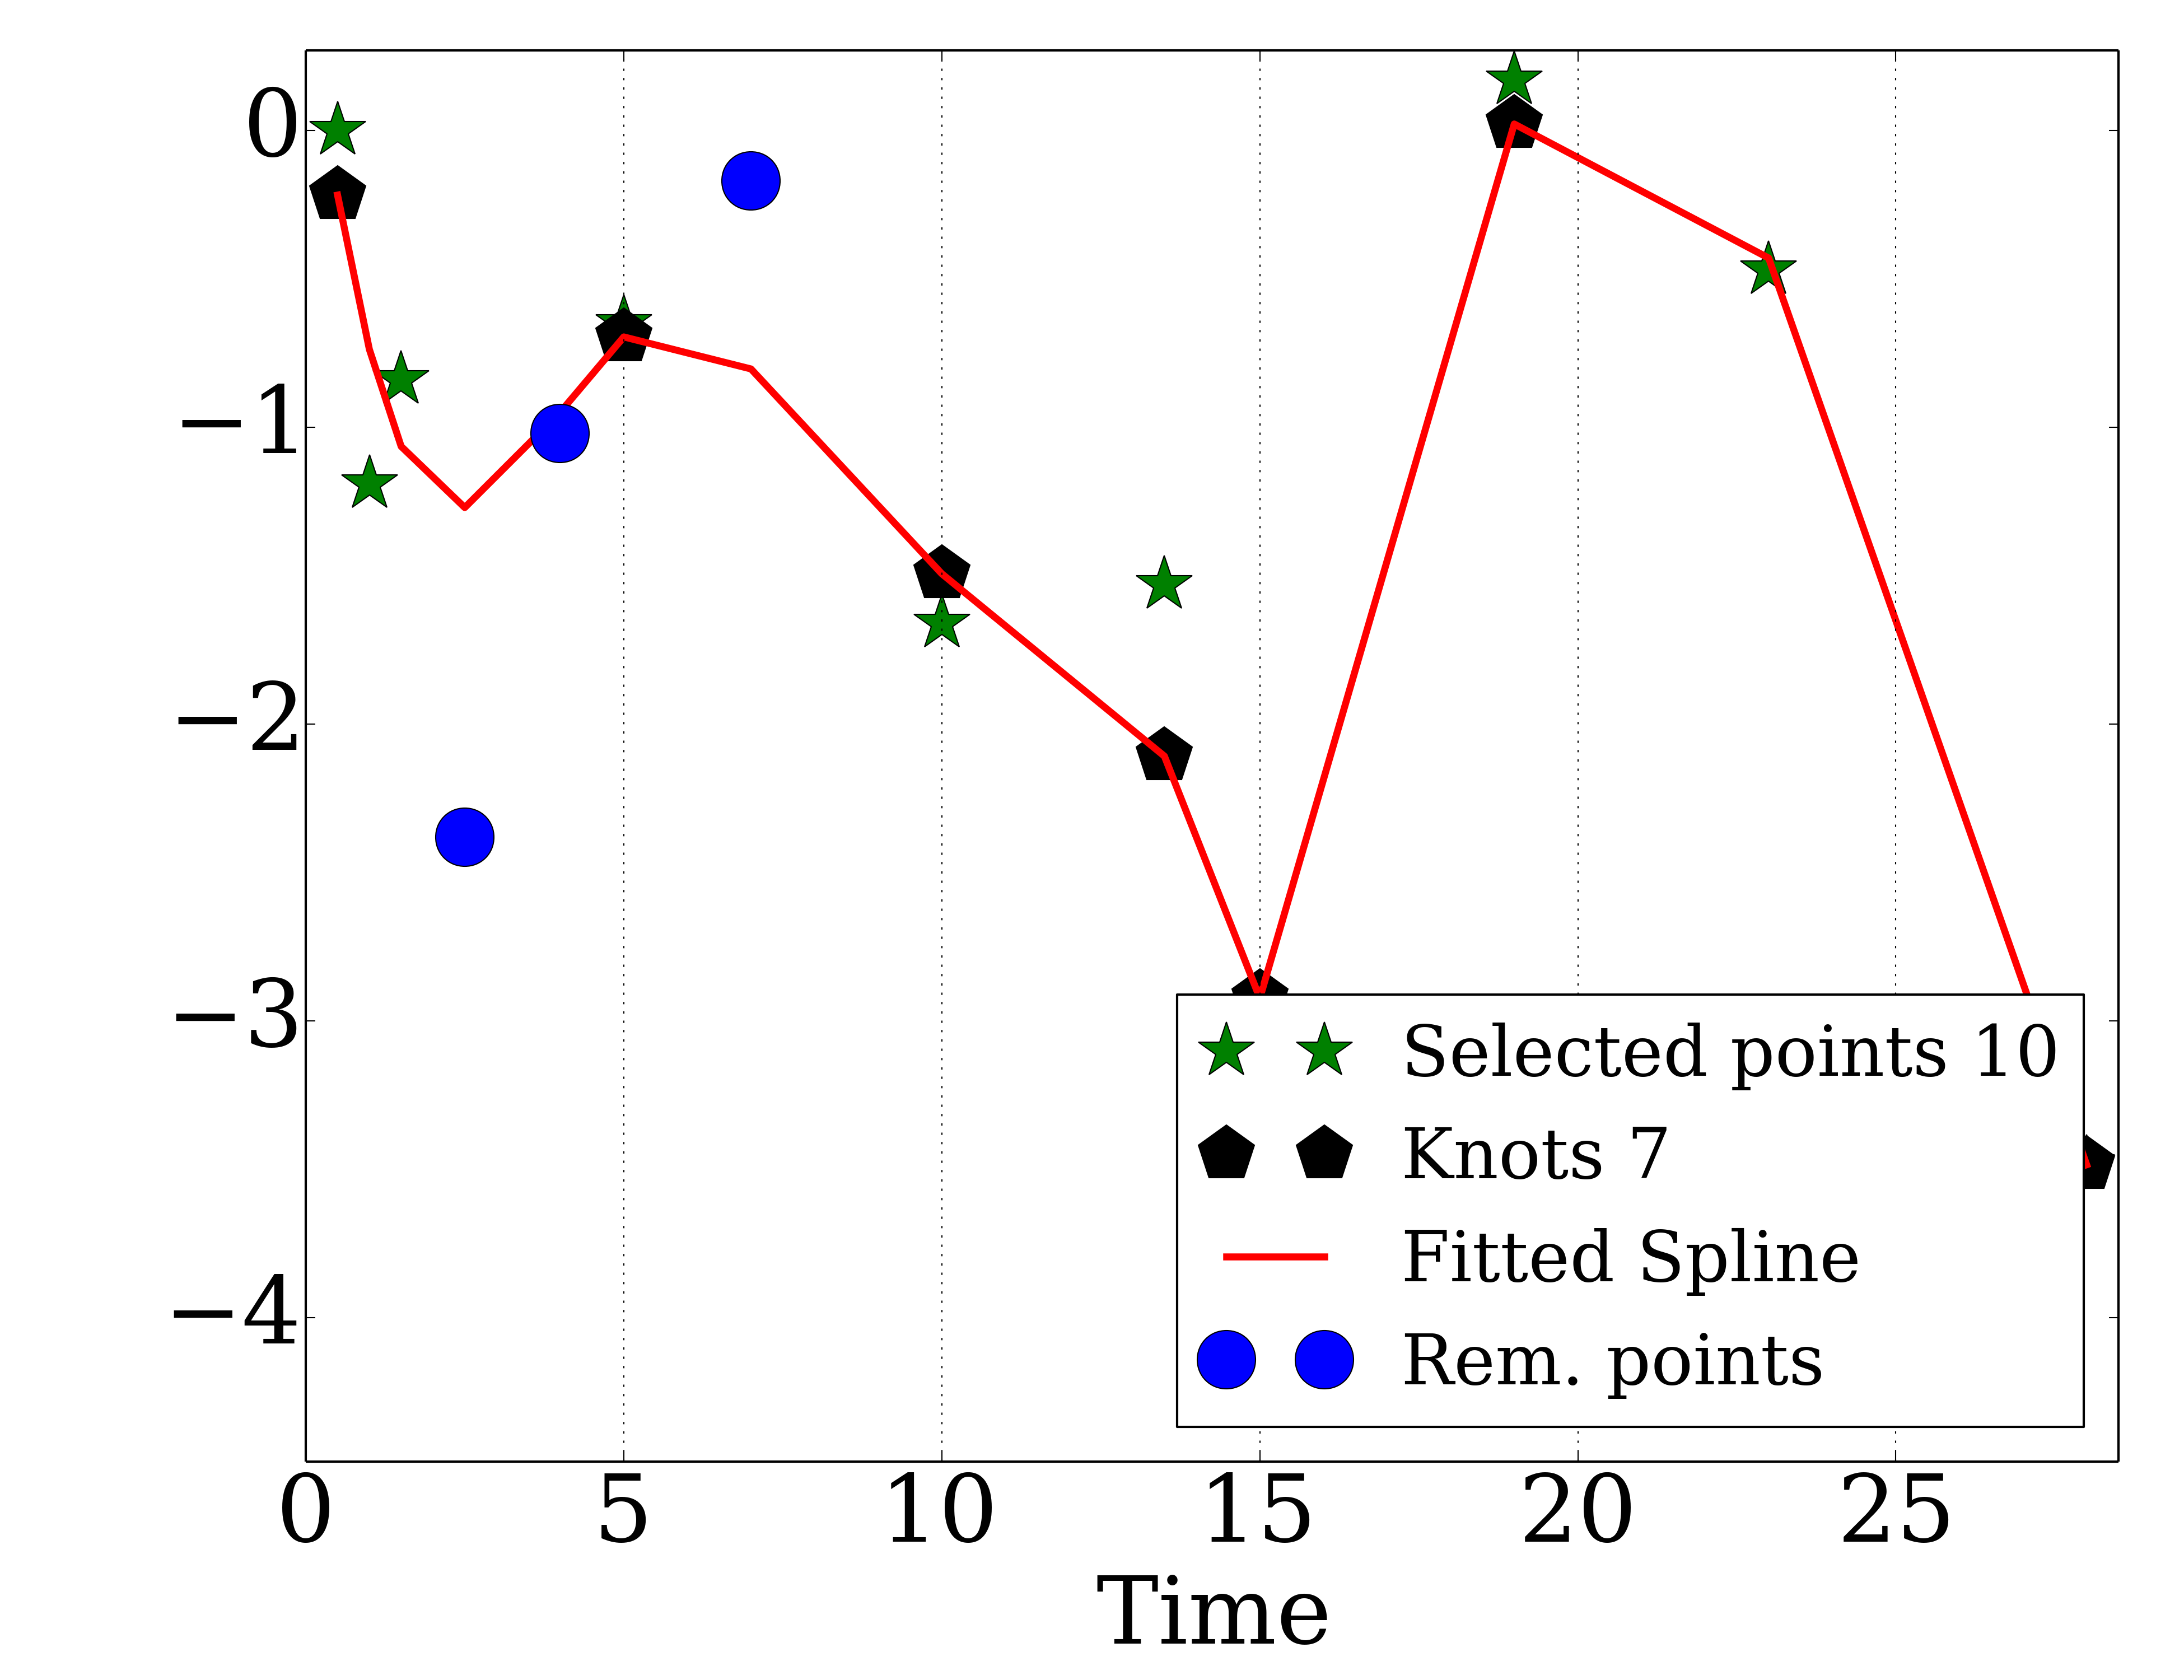 0
−1
−2
−3
−4
Selected points 10
Knots 7
Fitted Spline
Rem. points
0 5 10 15 20 25
Time